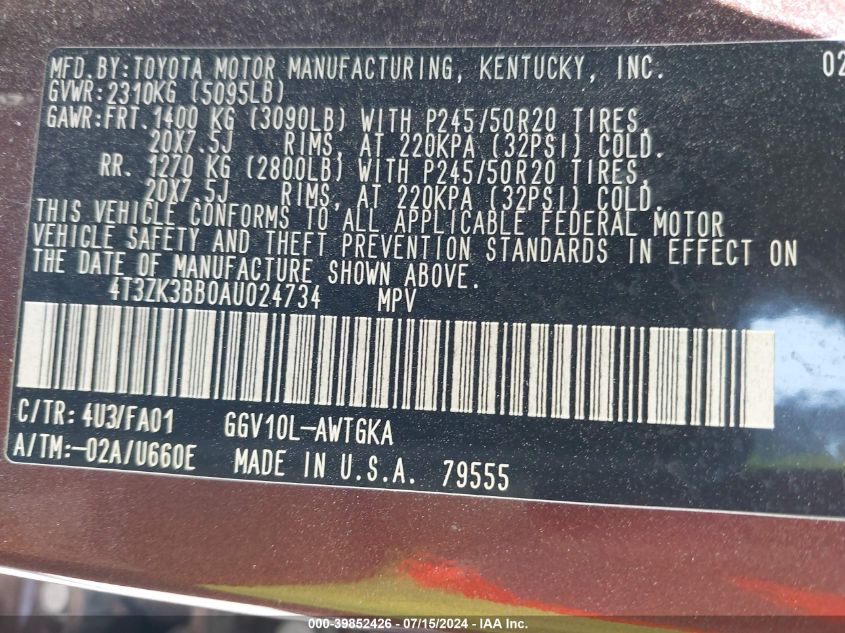 MFD.BY:TOYOTA MOTOR MANUFACTURING, KENTUCKY, INC. 02
GVWR:2310KG (5095LB)
GAWR:FRT.1400 KG (3090LB) WITH P245/50R20 TIRES,
20X7.5J RIMS, AT 220KPA (32PSI) COLD.
RR. 1270 KG (2800LB) WITH P245/50R20 TIRES,
20X7.5J RIMS, AT 220KPA (32PSI) COLD.
THIS VEHICLE CONFORMS TO ALL APPLICABLE FEDERAL MOTOR
VEHICLE SAFETY AND THEFT PREVENTION STANDARDS IN EFFECT ON
THE DATE OF MANUFACTURE SHOWN ABOVE.
4T3ZK3BB0AU024734 MPV
C/TR: 4U3/FA01 GGV10L-AWTGKA
A/TM:-02A/U660E MADE IN U.S.A. 79555
000-39852426 - 07/15/2024 - IAA Inc.